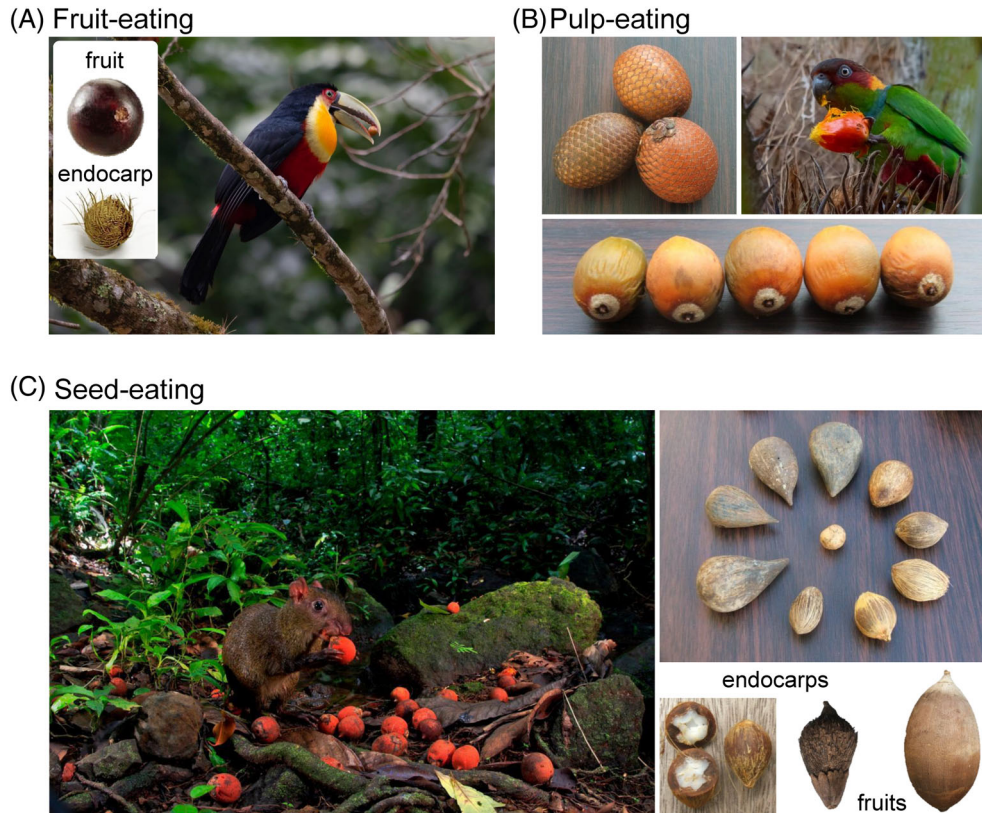 (A) Fruit-eating
fruit
endocarp
(B) Pulp-eating
(C) Seed-eating
endocarps
fruits